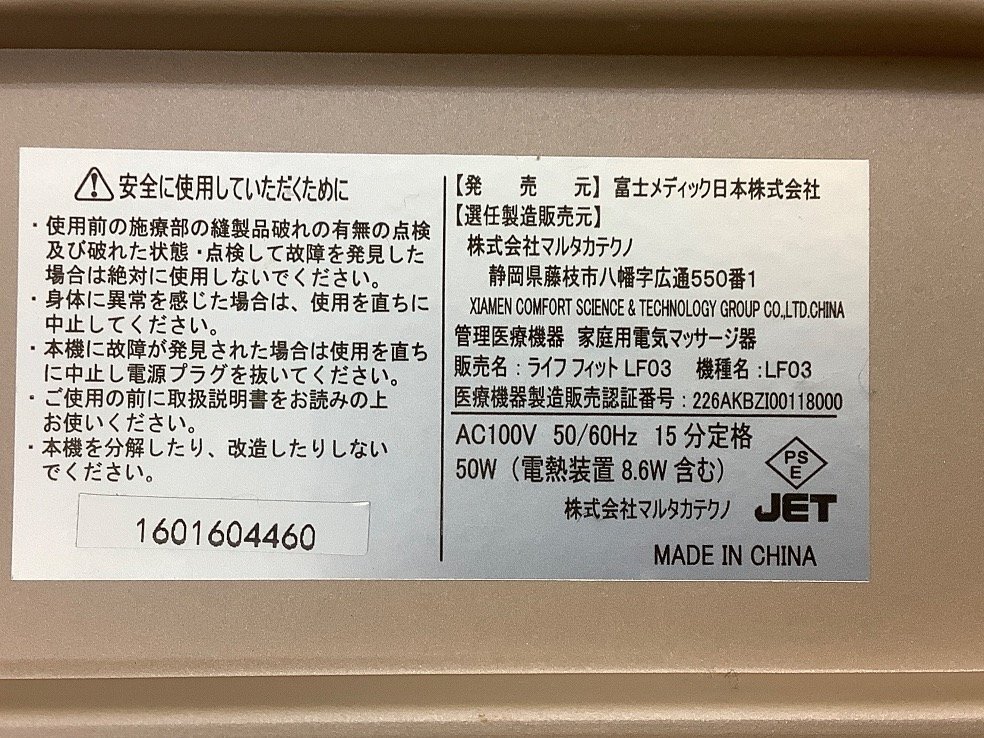 安全に使用していただくために
・使用前の施療部の縫製品破れの有無の点検
及び破れた状態・点検して故障を発見した
場合は絶対に使用しないでください。
・身体に異常を感じた場合は、使用を直ちに
中止してください。
・本機に故障が発見された場合は使用を直ち
に中止し電源プラグを抜いてください。
・ご使用の前に取扱説明書をお読みの上
お使いください。
・本機を分解したり、改造したりしない
でください。
1601604460
【発売元】富士メディック日本株式会社
【選任製造販売元】
株式会社マルタカテクノ
静岡県藤枝市八幡字広通550番1
XIAMEN COMFORT SCIENCE & TECHNOLOGY GROUP CO.,LTD.CHINA
管理医療機器 家庭用電気マッサージ器
販売名:ライフ フィット LF03 機種名:LF03
医療機器製造販売認証番号:226AKBZI00118000
AC100V 50/60Hz 15分定格
50W(電熱装置 8.6W 含む)
PS
E
株式会社マルタカテクノ JET
MADE IN CHINA